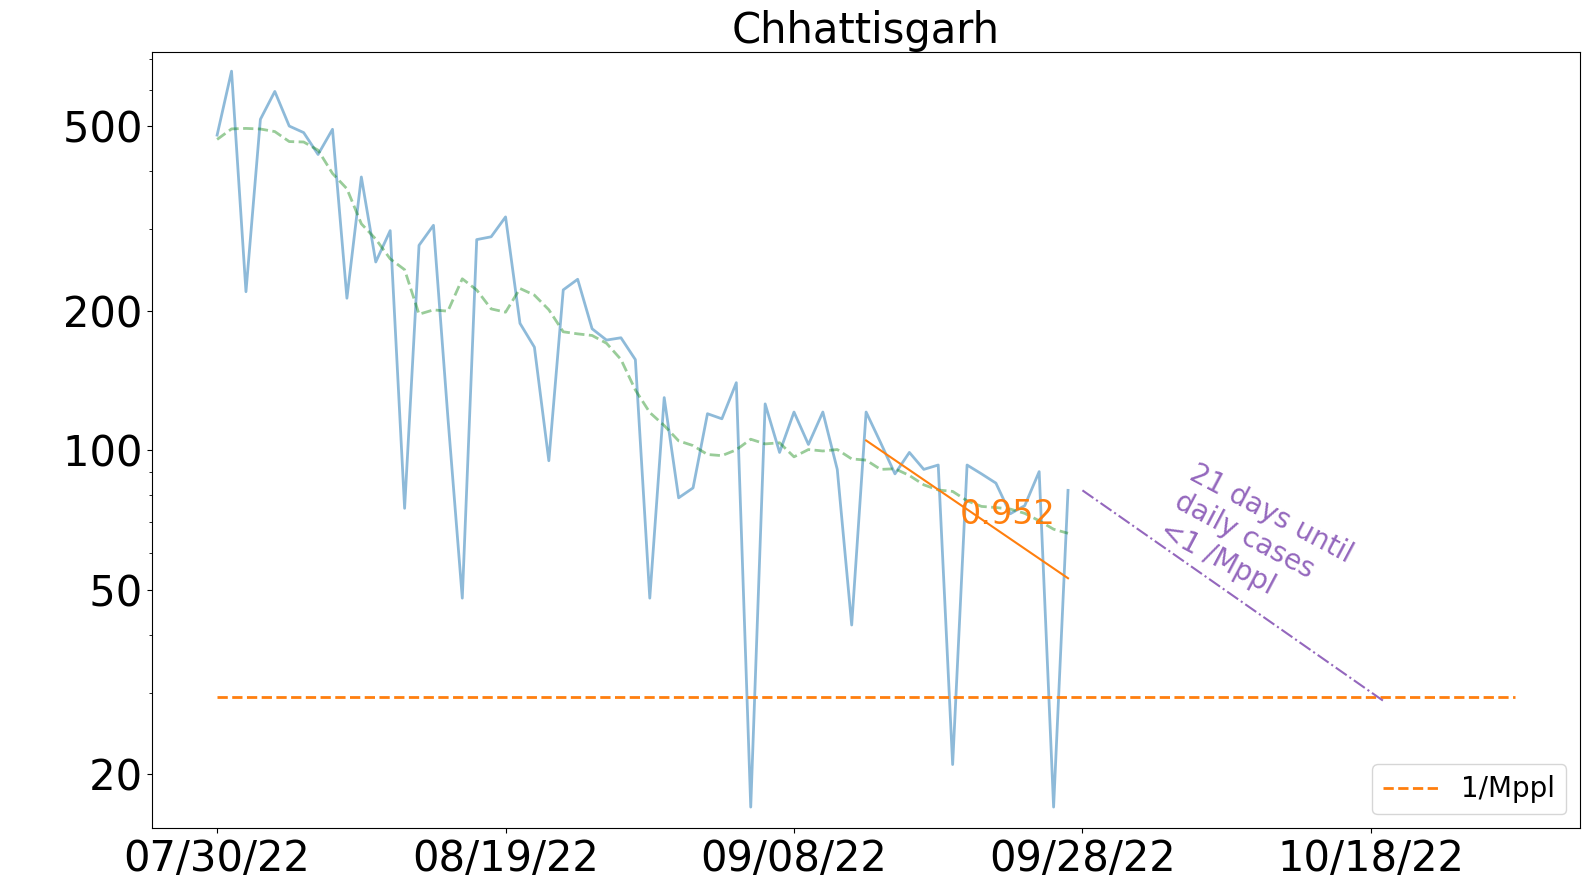 Chhattisgarh
500
200
100
50
20
0.952
21 days until
daily cases
<1 /Mppl
1/Mppl
07/30/22
08/19/22
09/08/22
09/28/22
10/18/22